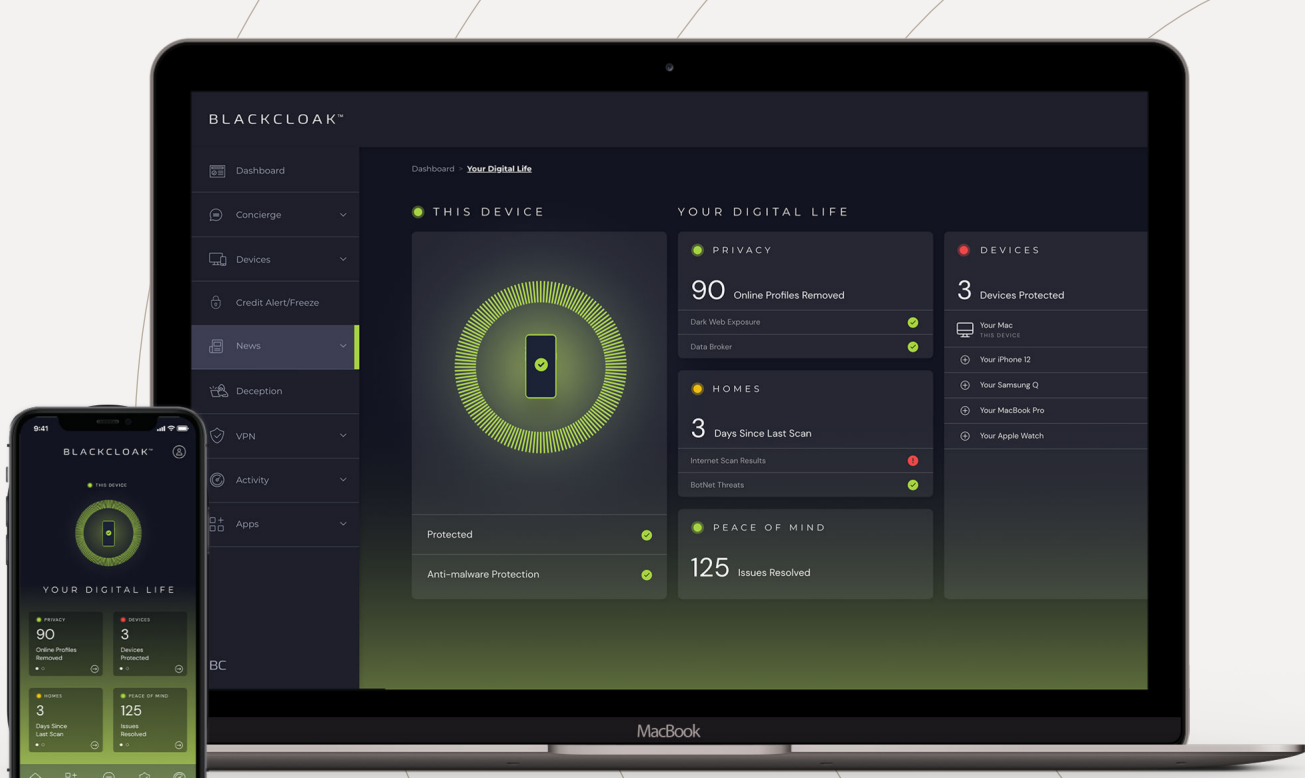 BLACKCLOAK™
Dashboard
Concierge
Devices
Credit Alert/Freeze
News
Deception
VPN
Activity
Apps
BC
Dashboard > Your Digital Life
THIS DEVICE
Protected
Anti-malware Protection
YOUR DIGITAL LIFE
PRIVACY
90 Online Profiles Removed
Dark Web Exposure
Data Broker
HOMES
3 Days Since Last Scan
Internet Scan Results
BotNet Threats
PEACE OF MIND
125 Issues Resolved
DEVICES
3 Devices Protected
Your Mac
THIS DEVICE
Your iPhone 12
Your Samsung Q
Your MacBook Pro
Your Apple Watch
MacBook
9:41
BLACKCLOAK™
THIS DEVICE
YOUR DIGITAL LIFE
PRIVACY
90
Online Profiles
Removed
DEVICES
3
Devices
Protected
HOMES
3
Days Since
Last Scan
PEACE OF MIND
125
Issues
Resolved